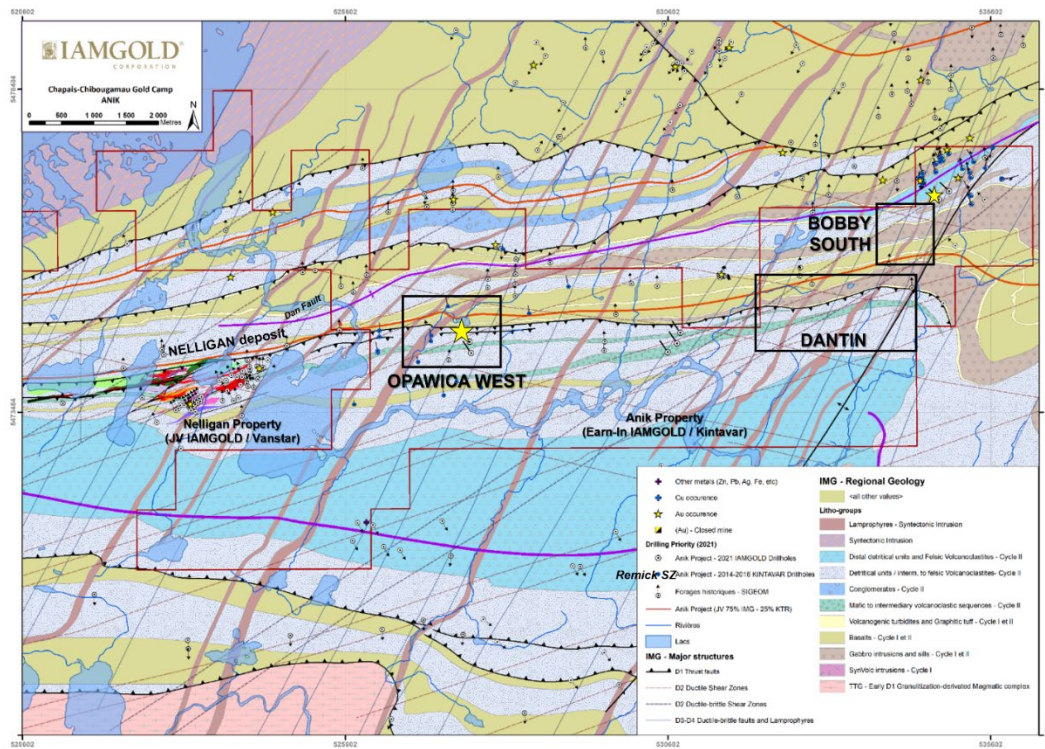 520602
525602
530602
535602
IAMGOLD®
CORPORATION
Chapais-Chibougamau Gold Camp
ANIK
N
0 500 1 000 1 500 2 000
Metres
BOBBY
SOUTH
Dan Fault
NELLIGAN deposit
DANTIN
OPAWICA WEST
Nelligan Property
(JV IAMGOLD / Vanstar)
Anik Property
(Earn-In IAMGOLD / Kintavar)
Remick SZ
Other metals (Zn, Pb, Ag, Fe, etc)
Cu occurence
Au occurence
(Au) - Closed mine
Drilling Priority (2021)
Anik Project - 2021 IAMGOLD Drillholes
Anik Project - 2014-2016 KINTAVAR Drillholes
Forages historiques - SIGEOM
Anik Project (JV 75% IMG - 25% KTR)
Rivières
Lacs
IMG - Major structures
D1 Thrust faults
D2 Ductile Shear Zones
D2 Ductile-brittle Shear Zones
D3-D4 Ductile-brittle faults and Lamprophyres
IMG - Regional Geology
<all other values>
Litho-groups
Lamprophyres - Syntectonic Intrusion
Syntectonic Intrusion
Distal detritical units and Felsic Volcanoclastites - Cycle II
Detritical units / interm. to felsic Volcanoclastites- Cycle II
Conglomerates - Cycle II
Mafic to intermediary volcanoclastic sequences - Cycle II
Volcanogenic turbidites and Graphitic tuff - Cycle I et II
Basalts - Cycle I et II
Gabbro intrusions and sills - Cycle I et II
SynVolc intrusions - Cycle I
TTG - Early D1 Granulitization-derived Magmatic complex
520602
525602
530602
535602